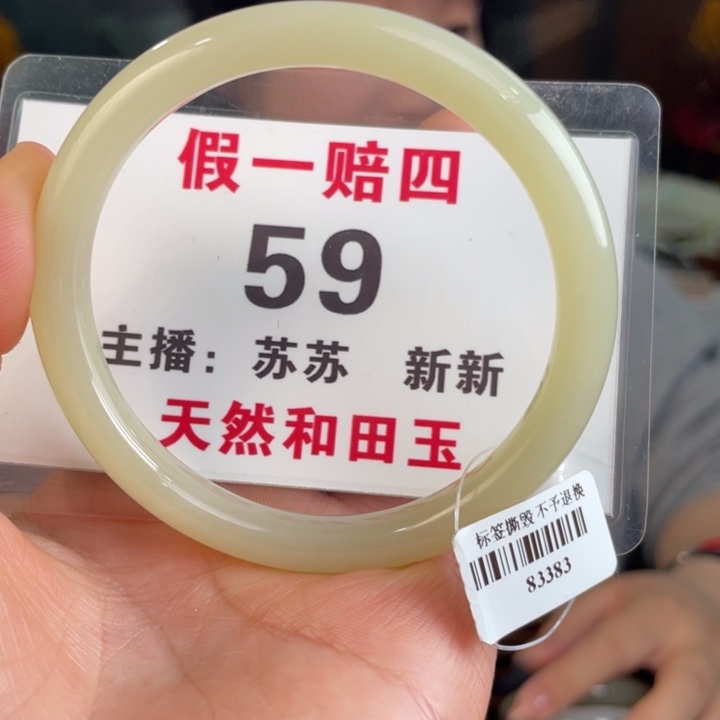 假一赔四
59
主播：苏苏 新新
天然和田玉
标签撕毁 不予退换
83383